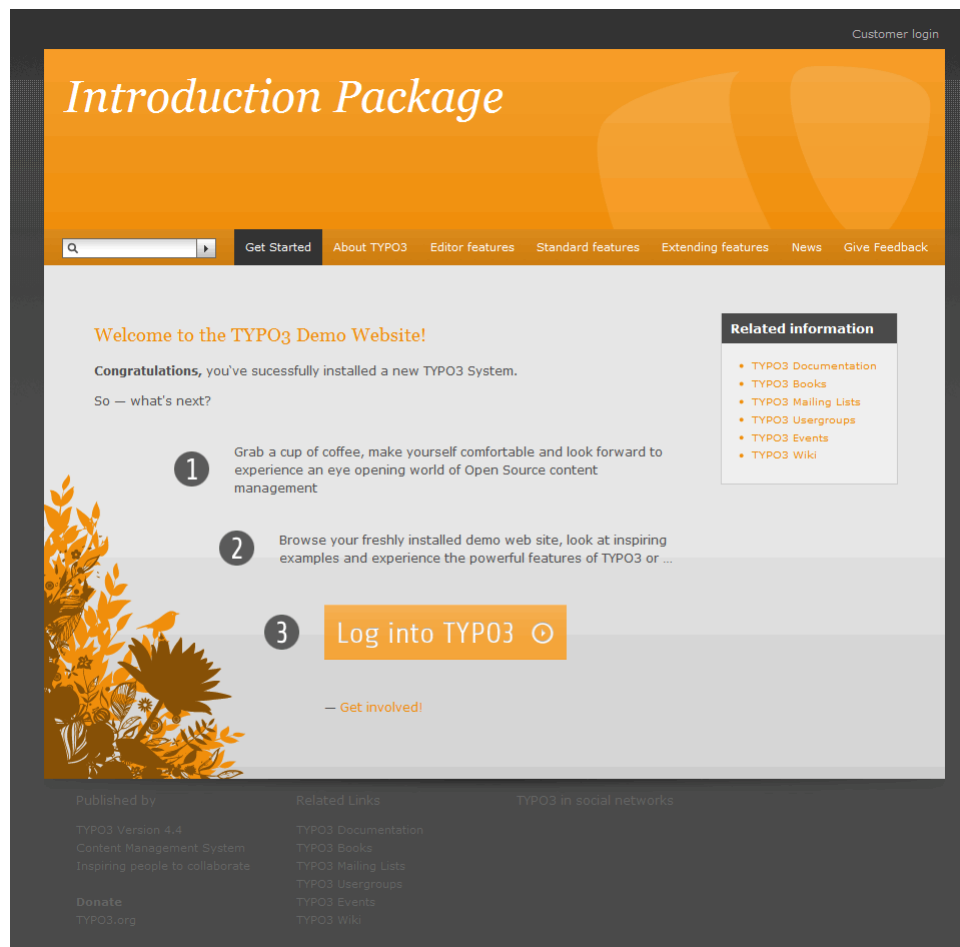 Customer login
Introduction Package
Get Started About TYPO3 Editor features Standard features Extending features News Give Feedback
Welcome to the TYPO3 Demo Website!
Congratulations, you've sucessfully installed a new TYPO3 System.
So — what's next?
1
Grab a cup of coffee, make yourself comfortable and look forward to
experience an eye opening world of Open Source content
management
2
Browse your freshly installed demo web site, look at inspiring
examples and experience the powerful features of TYPO3 or ...
3
Log into TYPO3
— Get involved!
Related information
TYPO3 Documentation
TYPO3 Books
TYPO3 Mailing Lists
TYPO3 Usergroups
TYPO3 Events
TYPO3 Wiki
Published by
TYPO3 Version 4.4
Content Management System
Inspiring people to collaborate
Donate
TYPO3.org
Related Links
TYPO3 Documentation
TYPO3 Books
TYPO3 Mailing Lists
TYPO3 Usergroups
TYPO3 Events
TYPO3 Wiki
TYPO3 in social networks